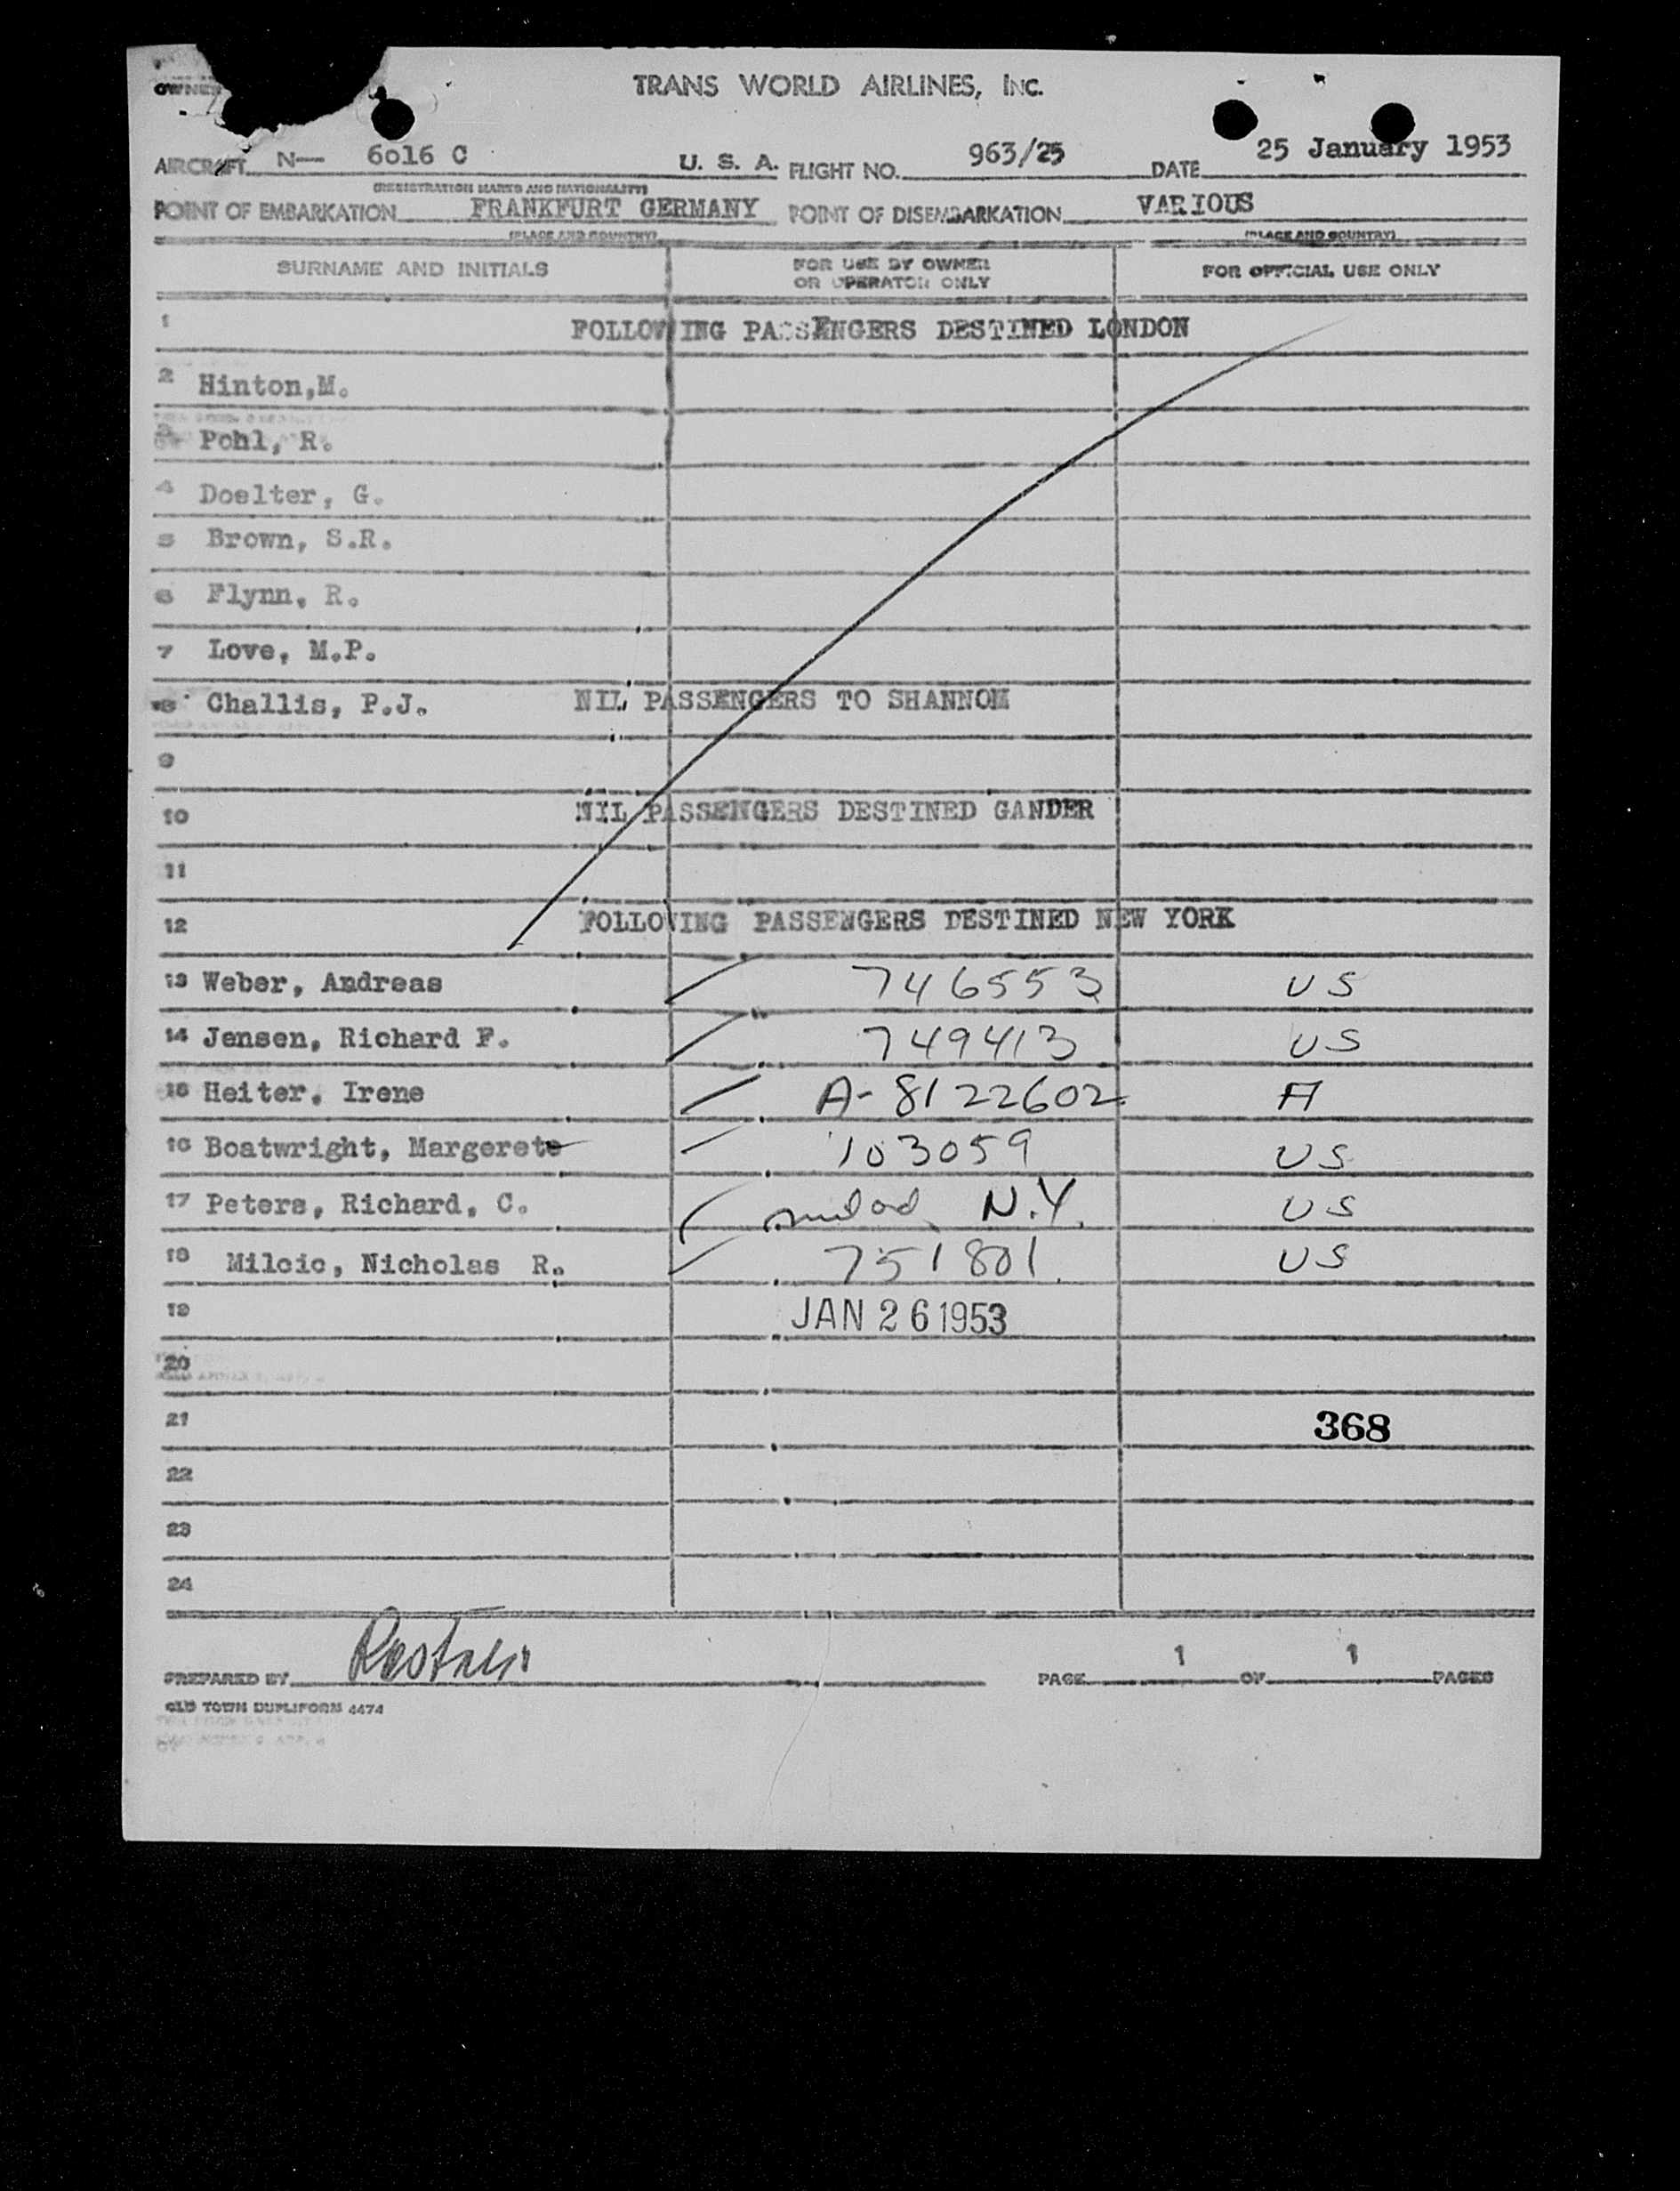 OWNER
TRANS WORLD AIRLINES, INC.
AIRCRAFT N— 6016 C U. S. A. FLIGHT NO. 963/25 DATE 25 January 1953
(REGISTRATION MARKS AND NATIONALITY)
POINT OF EMBARKATION FRANKFURT GERMANY POINT OF DISEMBARKATION VARIOUS
(PLACE AND COUNTRY) (PLACE AND COUNTRY)
SURNAME AND INITIALS FOR USE BY OWNER OR OPERATOR ONLY FOR OFFICIAL USE ONLY
1 FOLLOWING PASSENGERS DESTINED LONDON
2 Hinton,M.
3 Pohl, R.
4 Doelter, G.
5 Brown, S.R.
6 Flynn, R.
7 Love, M.P.
8 Challis, P.J. NIL PASSENGERS TO SHANNON
9
10 NIL PASSENGERS DESTINED GANDER
11
12 FOLLOWING PASSENGERS DESTINED NEW YORK
13 Weber, Andreas 746553 US
14 Jensen, Richard F. 749413 US
15 Heiter, Irene A-8122602 A
16 Boatwright, Margerete 103059 US
17 Peters, Richard, C. N.Y. US
18 Milcic, Nicholas R. 751801 US
19 JAN 26 1953
20
21 368
22
23
24
PREPARED BY PAGE 1 OF 1 PAGES
OLD TOWN DUPLIFORM 4474